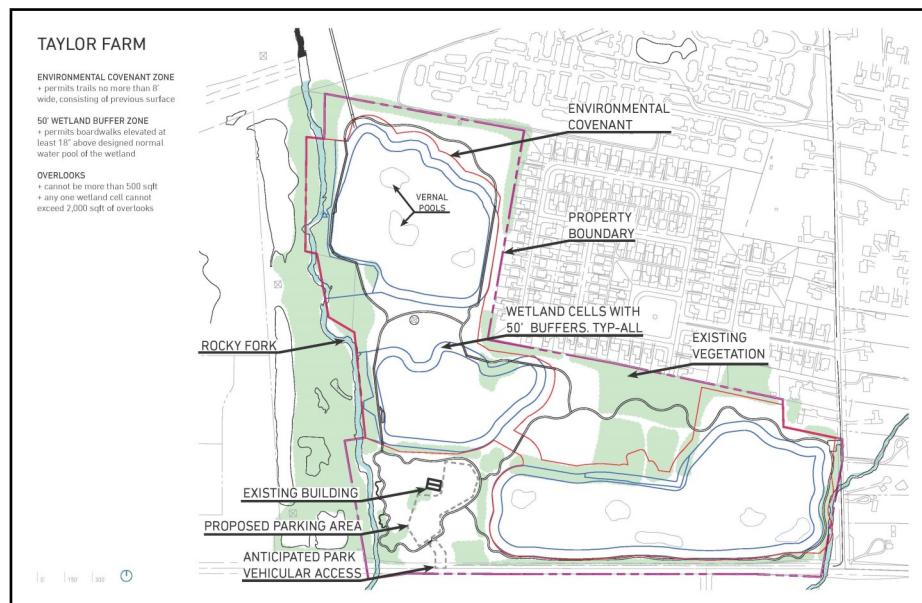 TAYLOR FARM
ENVIRONMENTAL COVENANT ZONE
+ permits trails no more than 8'
wide, consisting of previous surface
50' WETLAND BUFFER ZONE
+ permits boardwalks elevated at
least 18" above designed normal
water pool of the wetland
OVERLOOKS
+ cannot be more than 500 sqft
+ any one wetland cell cannot
exceed 2,000 sqft of overlooks
ENVIRONMENTAL
COVENANT
VERNAL
POOLS
PROPERTY
BOUNDARY
WETLAND CELLS WITH
50' BUFFERS. TYP-ALL
ROCKY FORK
EXISTING
VEGETATION
EXISTING BUILDING
PROPOSED PARKING AREA
ANTICIPATED PARK
VEHICULAR ACCESS
0' 150' 300'